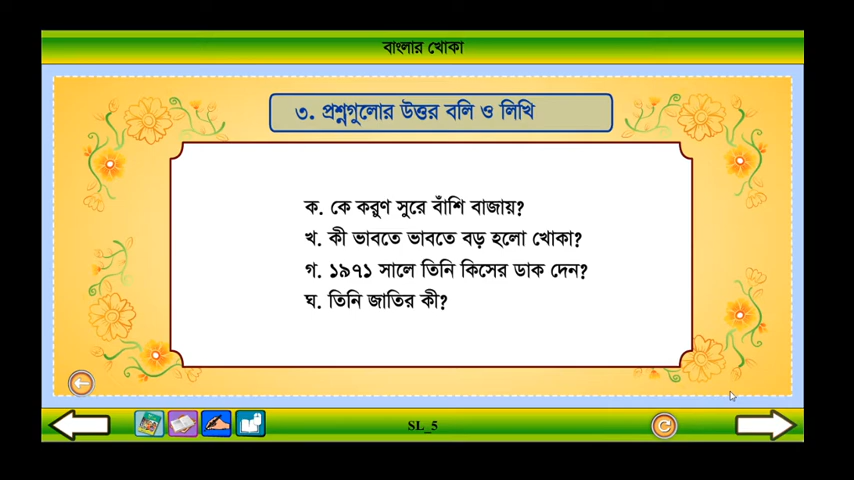 বাংলার খোকা
৩. প্রশ্নগুলোর উত্তর বলি ও লিখি
ক. কে করুণ সুরে বাঁশি বাজায়?
খ. কী ভাবতে ভাবতে বড় হলো খোকা?
গ. ১৯৭১ সালে তিনি কিসের ডাক দেন?
ঘ. তিনি জাতির কী?
SL_5